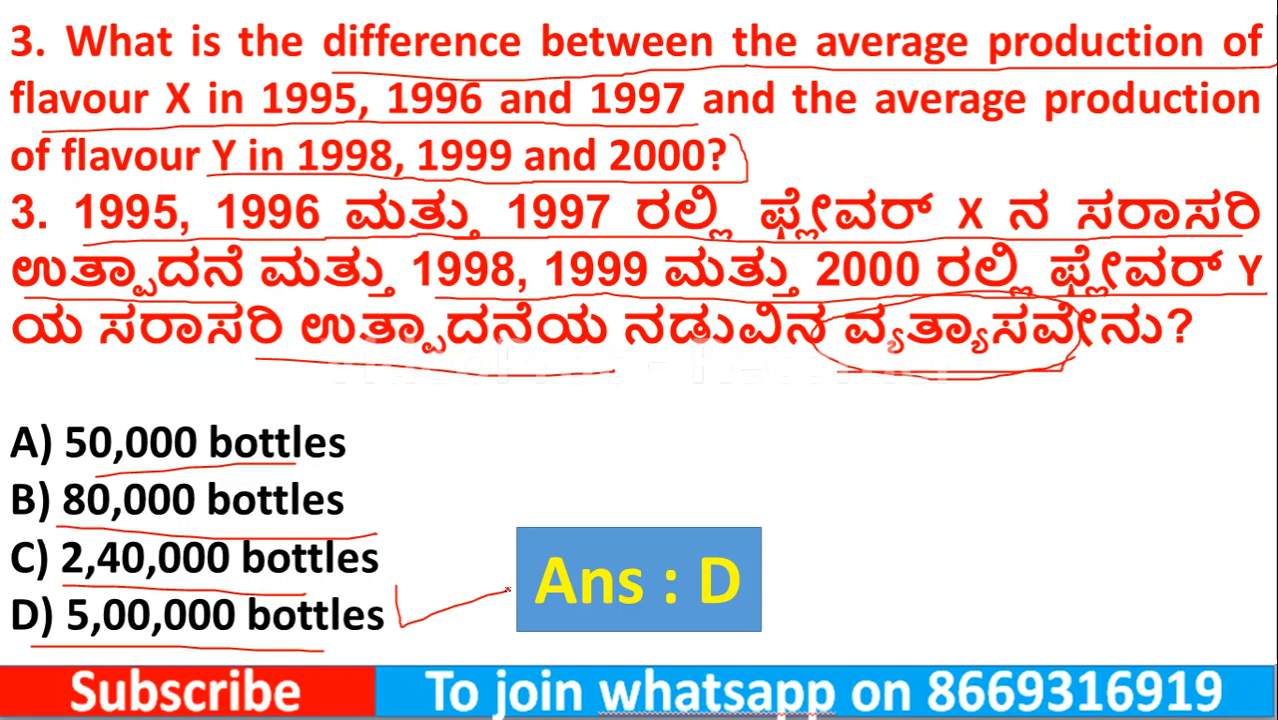 3. What is the difference between the average production of
flavour X in 1995, 1996 and 1997 and the average production
of flavour Y in 1998, 1999 and 2000?
3. 1995, 1996 ಮತ್ತು 1997 ರಲ್ಲಿ ಫ್ಲೇವರ್ X ನ ಸರಾಸರಿ
ಉತ್ಪಾದನೆ ಮತ್ತು 1998, 1999 ಮತ್ತು 2000 ರಲ್ಲಿ ಫ್ಲೇವರ್ Y
ಯ ಸರಾಸರಿ ಉತ್ಪಾದನೆಯ ನಡುವಿನ ವ್ಯತ್ಯಾಸವೇನು?
A) 50,000 bottles
B) 80,000 bottles
C) 2,40,000 bottles
D) 5,00,000 bottles
Ans : D
Subscribe
To join whatsapp on 8669316919